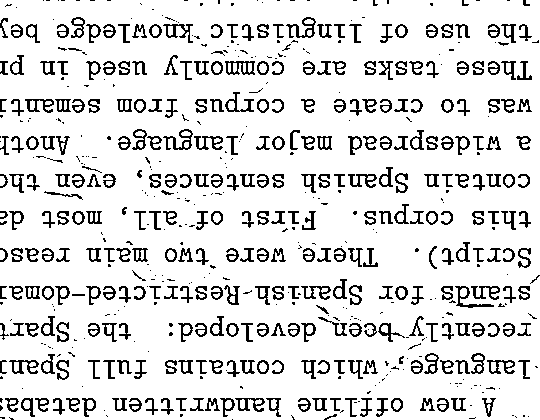 A new offline handwritten databas
language, which contains full Spani
recently been developed: the Spart
stands for Spanish Restricted-domai
Script). There were two main reaso
this corpus. First of all, most da
contain Spanish sentences, even tho
a widespread major language. Anoth
was to create a corpus from semanti
These tasks are commonly used in pr
the use of linguistic knowledge bey